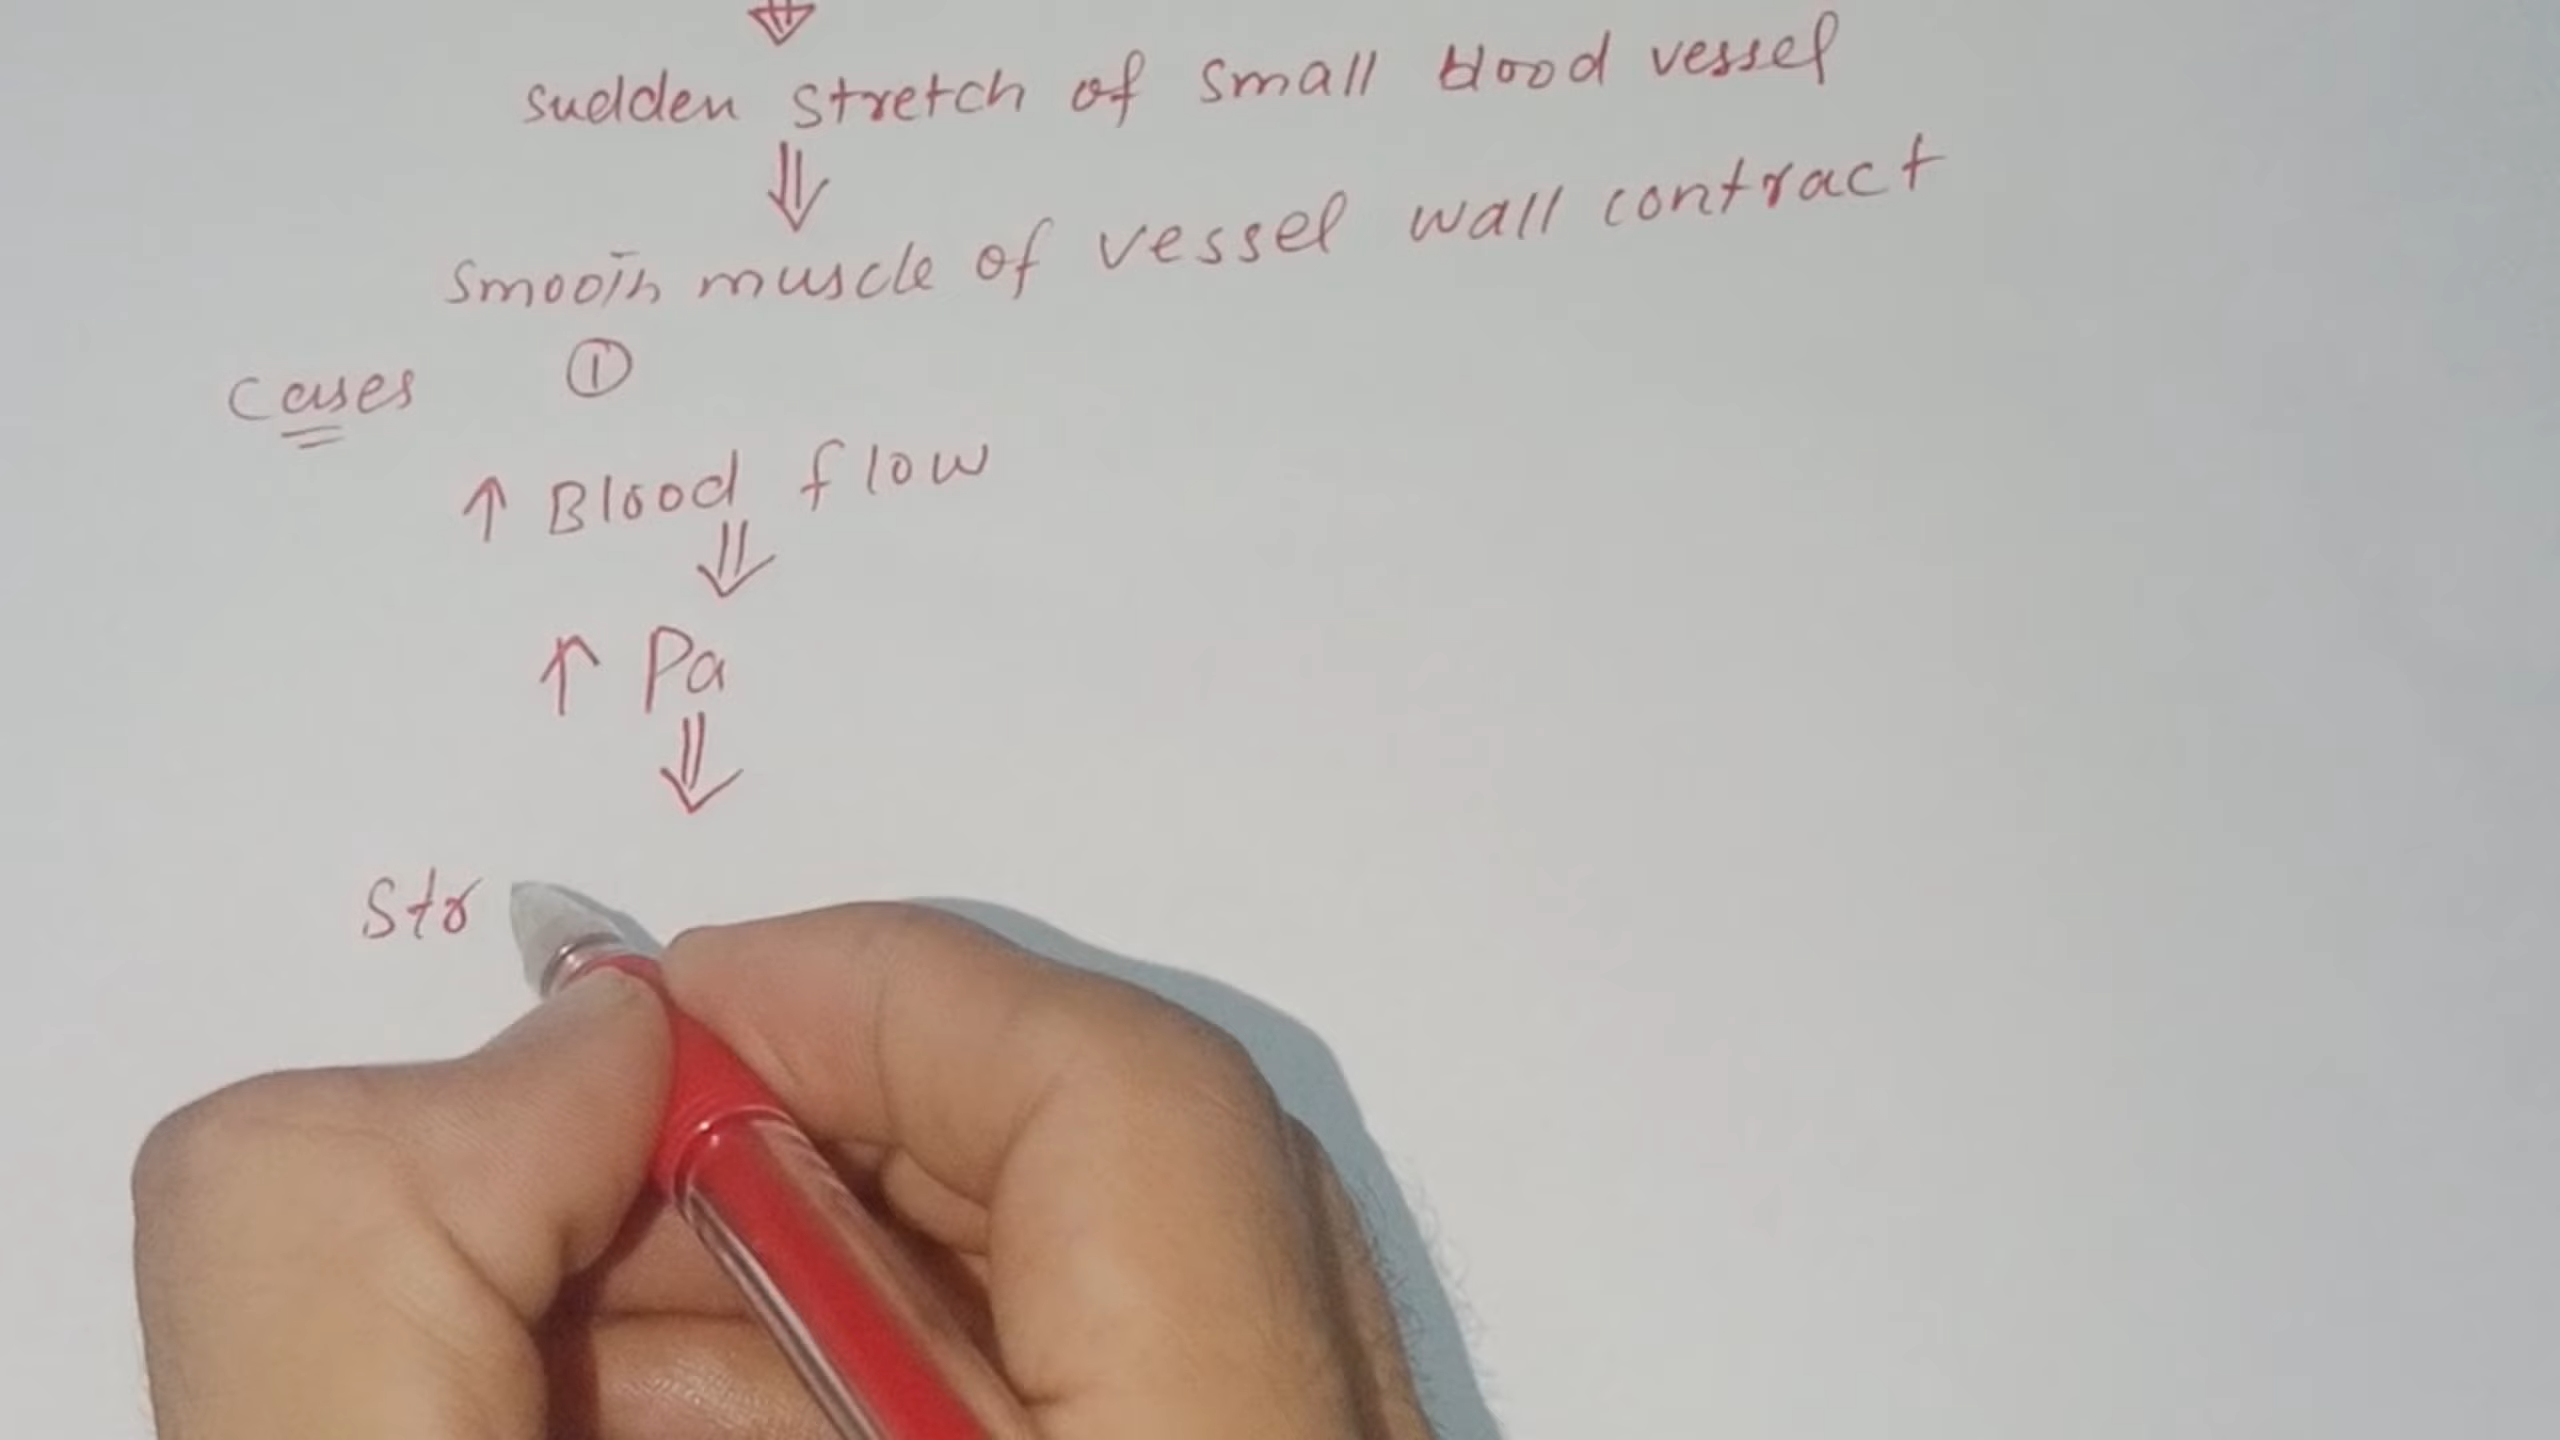 sudden stretch of small blood vessel
smooth muscle of vessel wall contract
Cases ①
↑ Blood flow
↑ Pa
Str